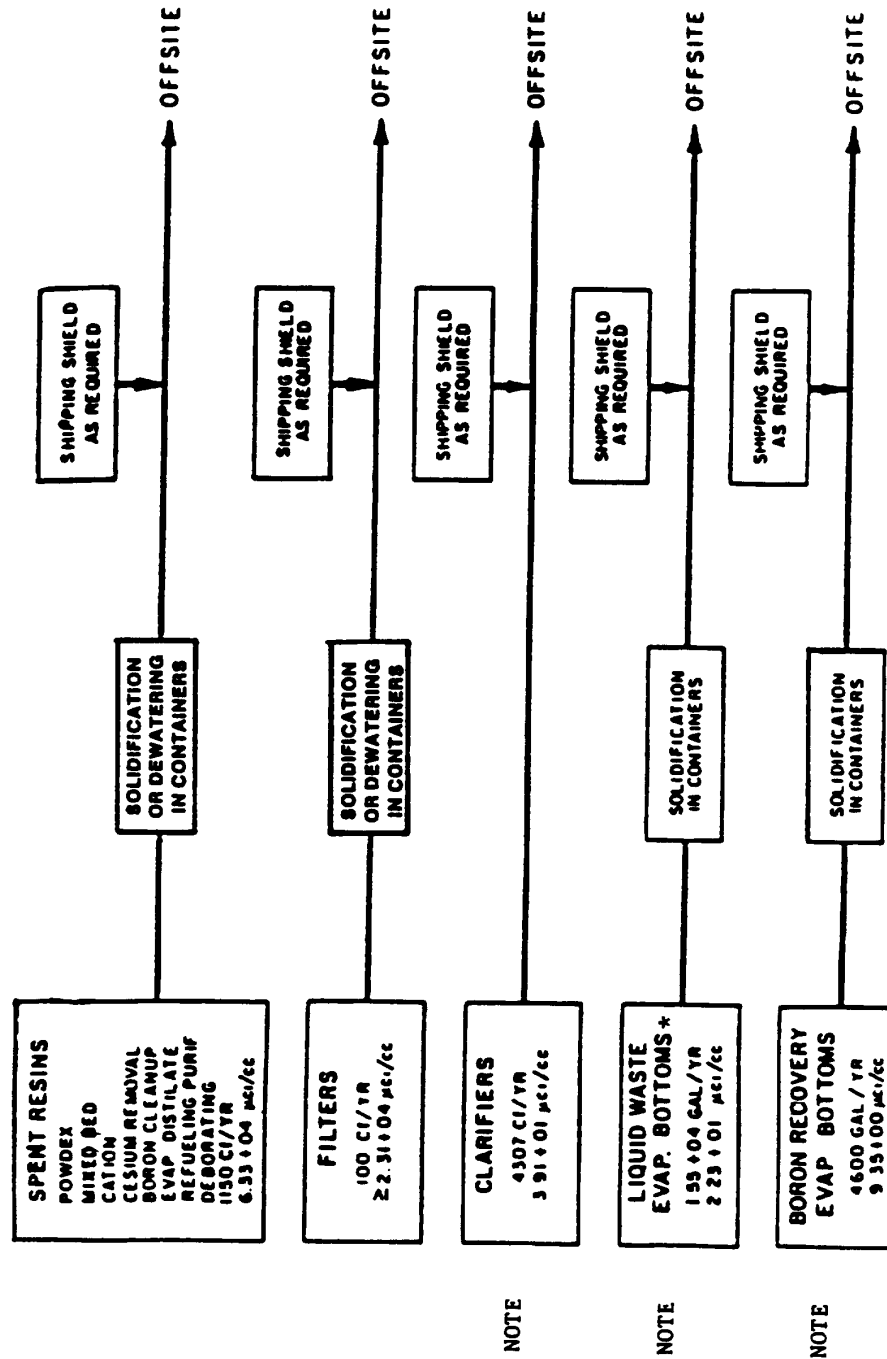 SPENT RESINS
POWDEX
MIXED BED
CATION
CESIUM REMOVAL
BORON CLEANUP
EVAP DISTILATE
REFUELING PURIF
DEBORATING
1150 CI/YR
6.53+04 µCI/CC
SOLIDIFICATION
OR DEWATERING
IN CONTAINERS
SHIPPING SHIELD
AS REQUIRED
OFFSITE
FILTERS
100 CI/YR
≥2.31+04 µCI/CC
SOLIDIFICATION
OR DEWATERING
IN CONTAINERS
SHIPPING SHIELD
AS REQUIRED
OFFSITE
NOTE
CLARIFIERS
4307 CI/YR
3 91+01 µCI/CC
SHIPPING SHIELD
AS REQUIRED
OFFSITE
NOTE
LIQUID WASTE
EVAP. BOTTOMS*
1 55+04 GAL/YR
2 23+01 µCI/CC
SOLIDIFICATION
IN CONTAINERS
SHIPPING SHIELD
AS REQUIRED
OFFSITE
NOTE
BORON RECOVERY
EVAP BOTTOMS
4600 GAL/YR
9 35+00 µCI/CC
SOLIDIFICATION
IN CONTAINERS
SHIPPING SHIELD
AS REQUIRED
OFFSITE